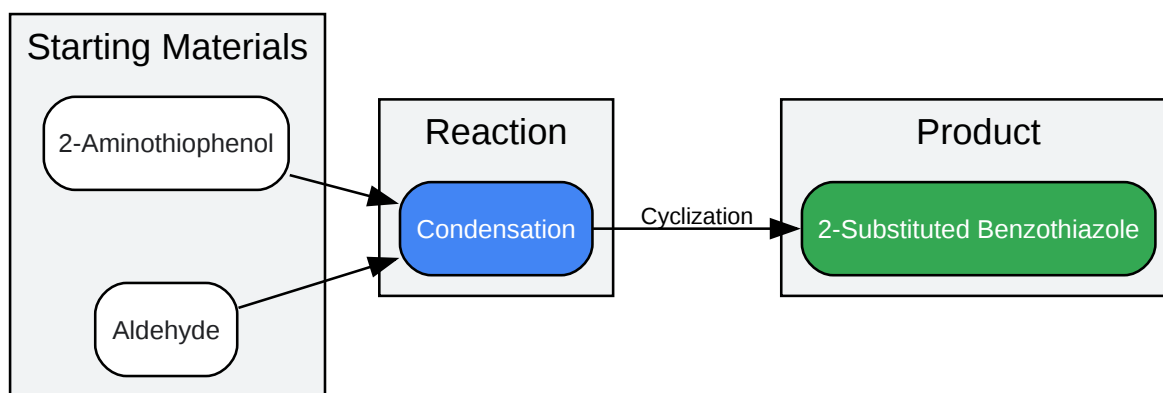 Starting Materials
2-Aminothiophenol
Aldehyde
Reaction
Condensation
Cyclization
Product
2-Substituted Benzothiazole